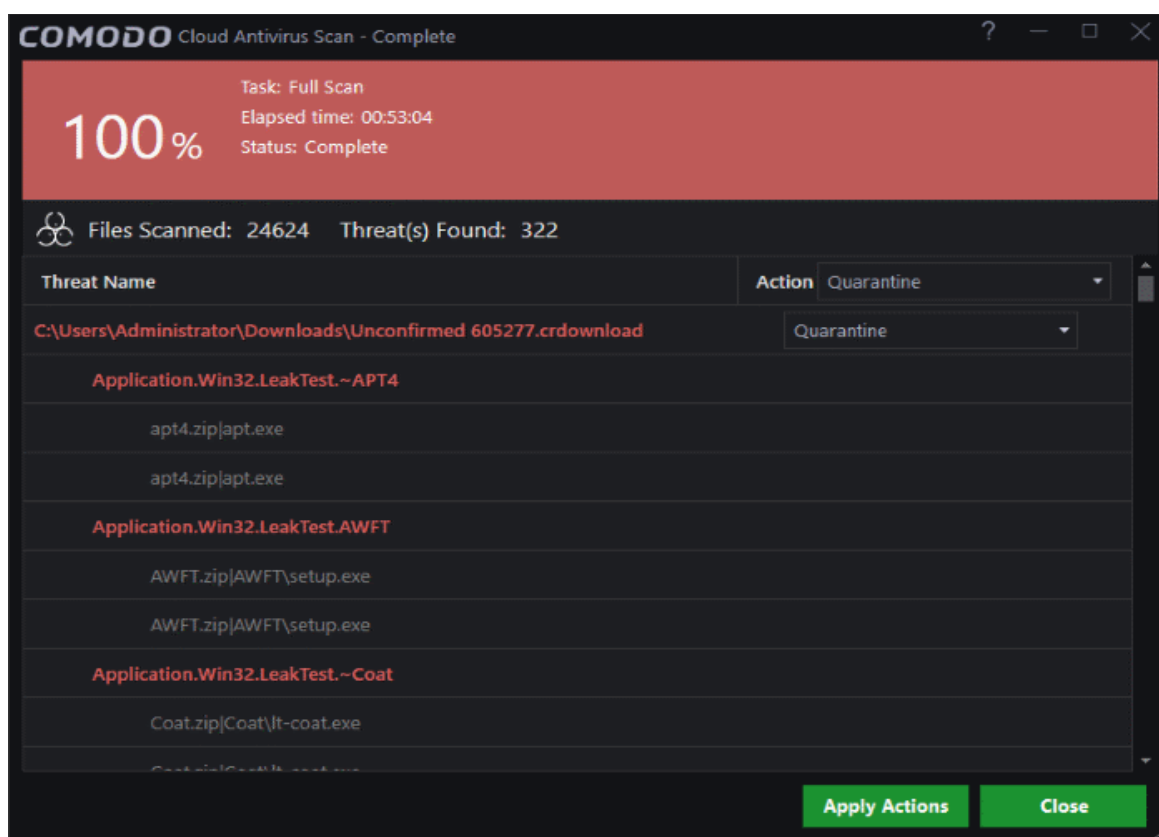 COMODO Cloud Antivirus Scan - Complete
?
100 %
Task: Full Scan
Elapsed time: 00:53:04
Status: Complete
Files Scanned: 24624 Threat(s) Found: 322
Threat Name Action Quarantine
C:\Users\Administrator\Downloads\Unconfirmed 605277.crdownload Quarantine
Application.Win32.LeakTest.~APT4
apt4.zip|apt.exe
apt4.zip|apt.exe
Application.Win32.LeakTest.AWFT
AWFT.zip|AWFT\setup.exe
AWFT.zip|AWFT\setup.exe
Application.Win32.LeakTest.~Coat
Coat.zip|Coat\lt-coat.exe
Apply Actions Close